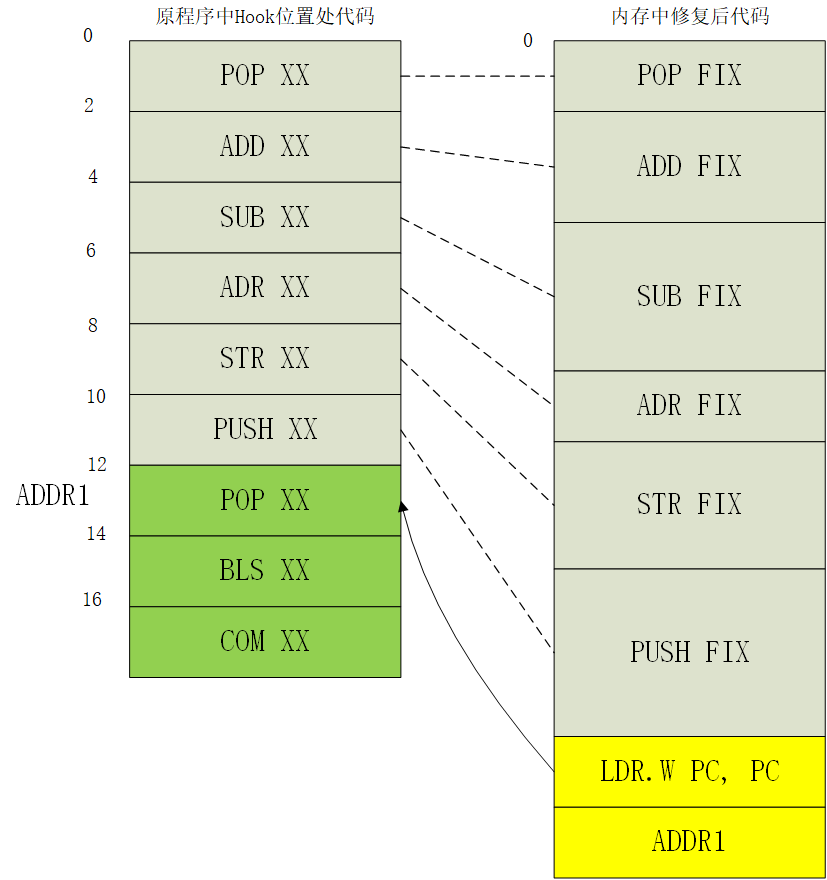 原程序中Hook位置处代码
内存中修复后代码
0
POP XX
2
ADD XX
4
SUB XX
6
ADR XX
8
STR XX
10
PUSH XX
12
ADDR1
POP XX
14
BLS XX
16
COM XX
0
POP FIX
ADD FIX
SUB FIX
ADR FIX
STR FIX
PUSH FIX
LDR.W PC, PC
ADDR1